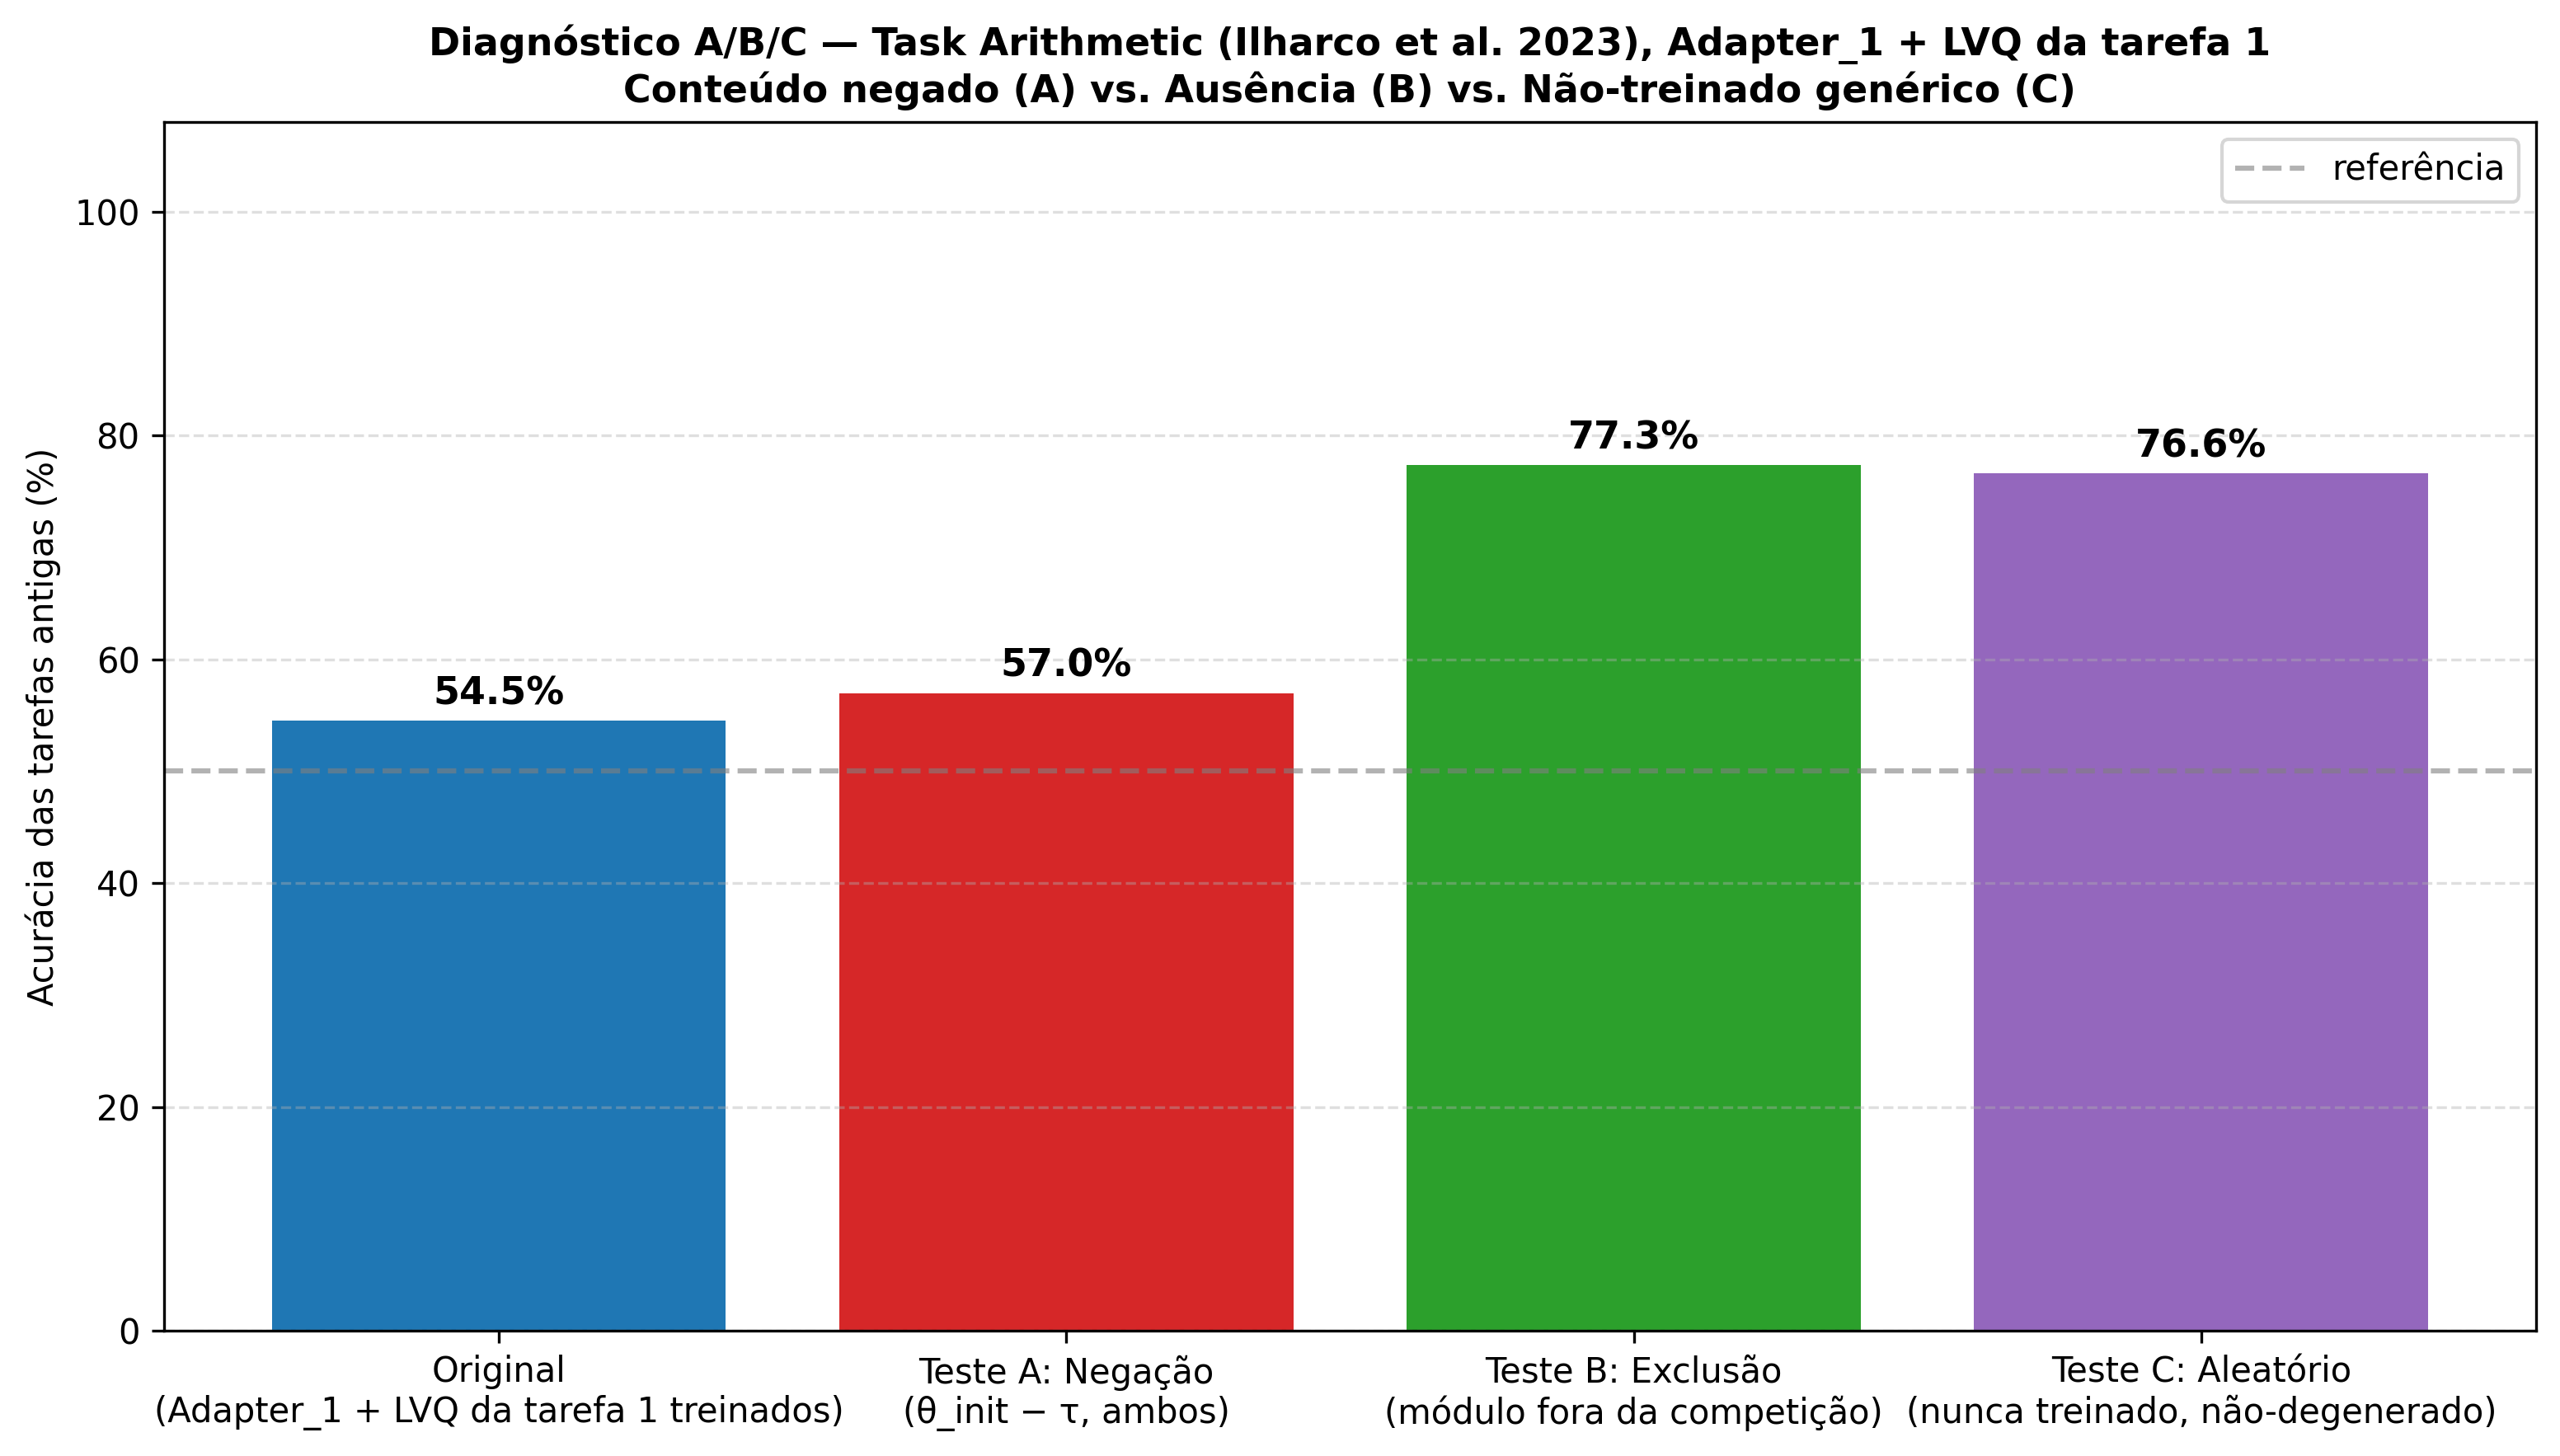 Diagnóstico A/B/C — Task Arithmetic (Ilharco et al. 2023), Adapter_1 + LVQ da tarefa 1
Conteúdo negado (A) vs. Ausência (B) vs. Não-treinado genérico (C)
referência
Acurácia das tarefas antigas (%)
100
80
60
40
20
0
54.5%
57.0%
77.3%
76.6%
Original
(Adapter_1 + LVQ da tarefa 1 treinados)
Teste A: Negação
(θ_init − τ, ambos)
Teste B: Exclusão
(módulo fora da competição)
Teste C: Aleatório
(nunca treinado, não-degenerado)